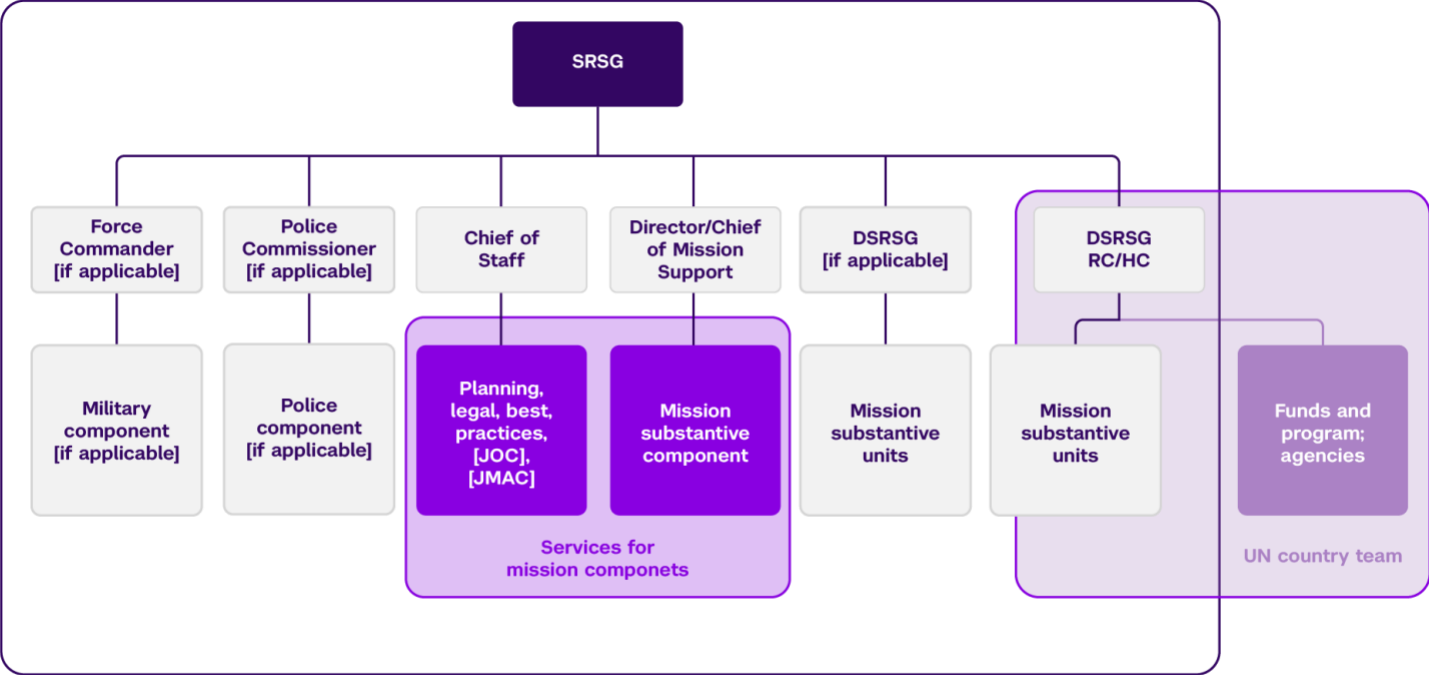 SRSG
Force
Commander
[if applicable]
Police
Commissioner
[if applicable]
Chief of
Staff
Director/Chief
of Mission
Support
DSRSG
[if applicable]
DSRSG
RC/HC
Military
component
[if applicable]
Police
component
[if applicable]
Planning,
legal, best,
practices,
[JOC],
[JMAC]
Mission
substantive
component
Mission
substantive
units
Mission
substantive
units
Funds and
program;
agencies
Services for
mission componets
UN country team